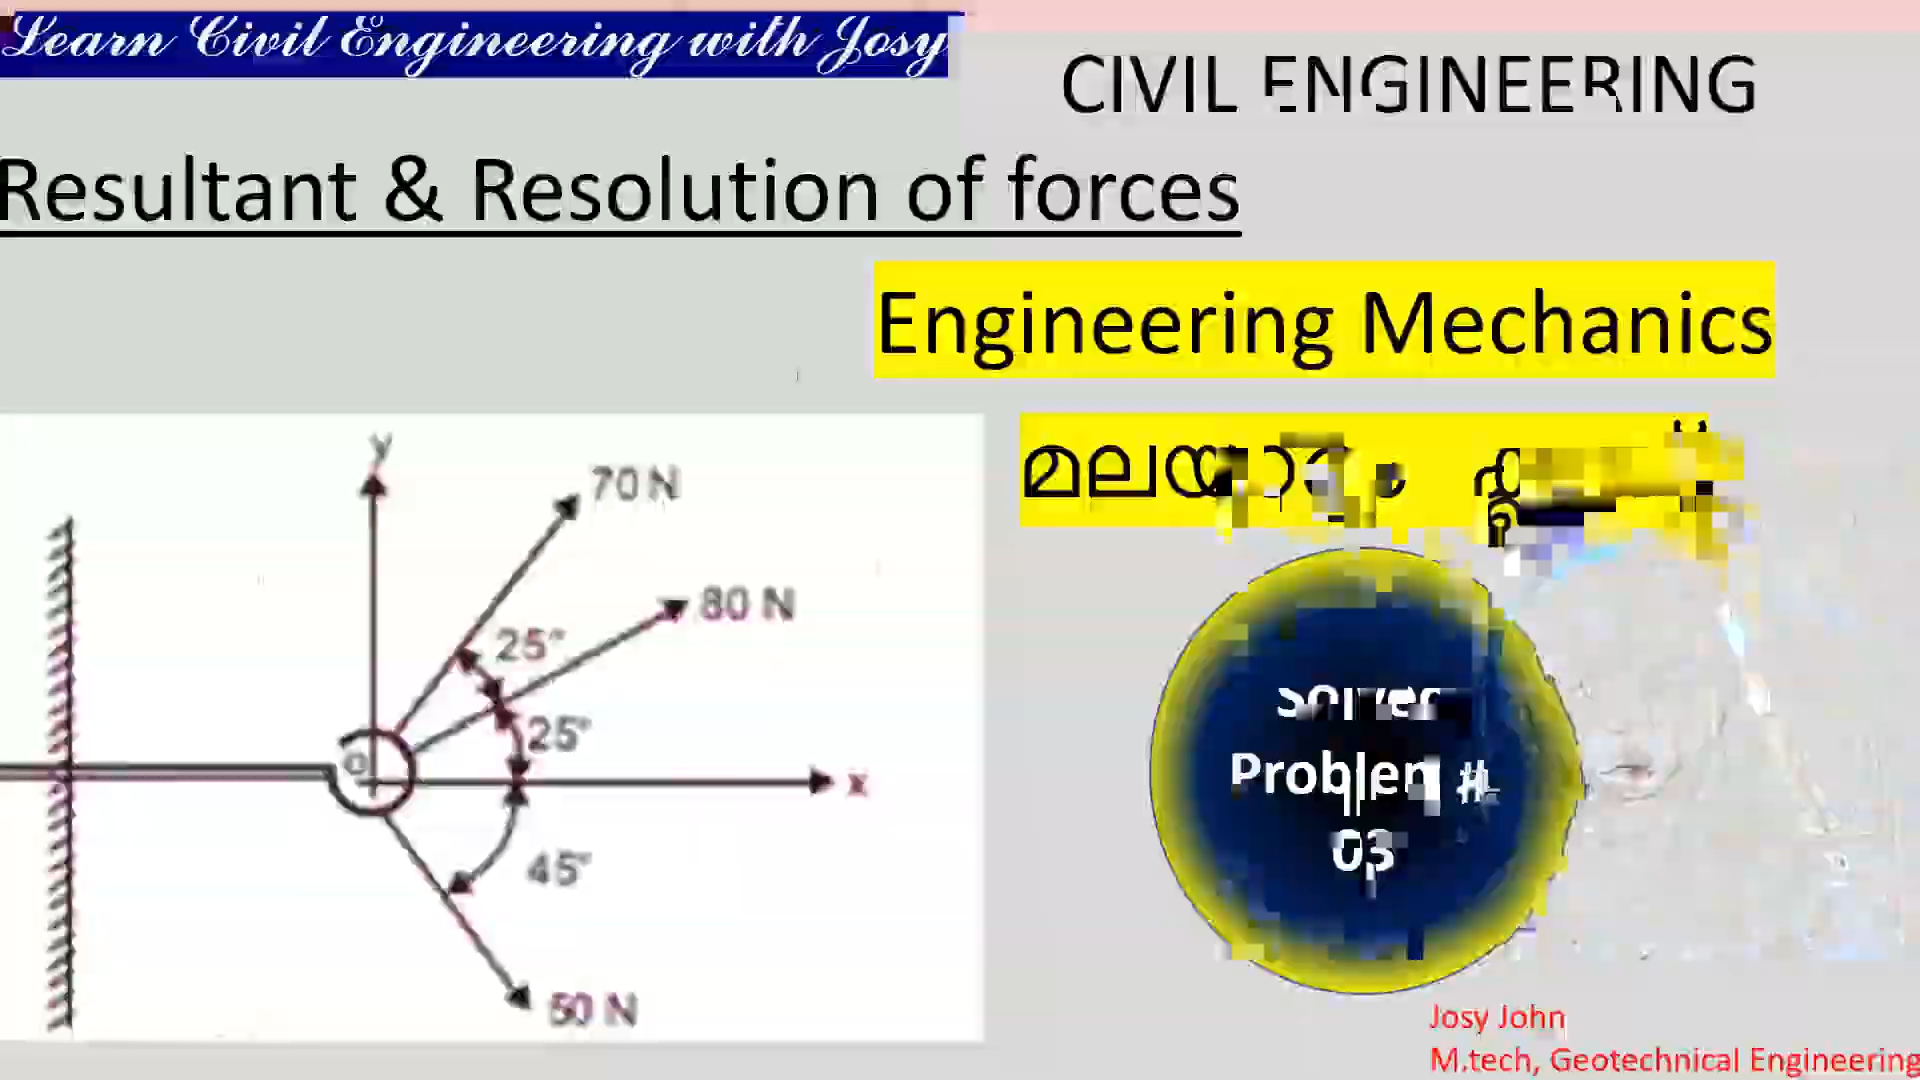 Learn Civil Engineering with Josy
CIVIL ENGINEERING
Resultant & Resolution of forces
Engineering Mechanics
y
70 N
80 N
25°
25°
O
x
45°
50 N
Problem #
03
Josy John
M.tech, Geotechnical Engineering